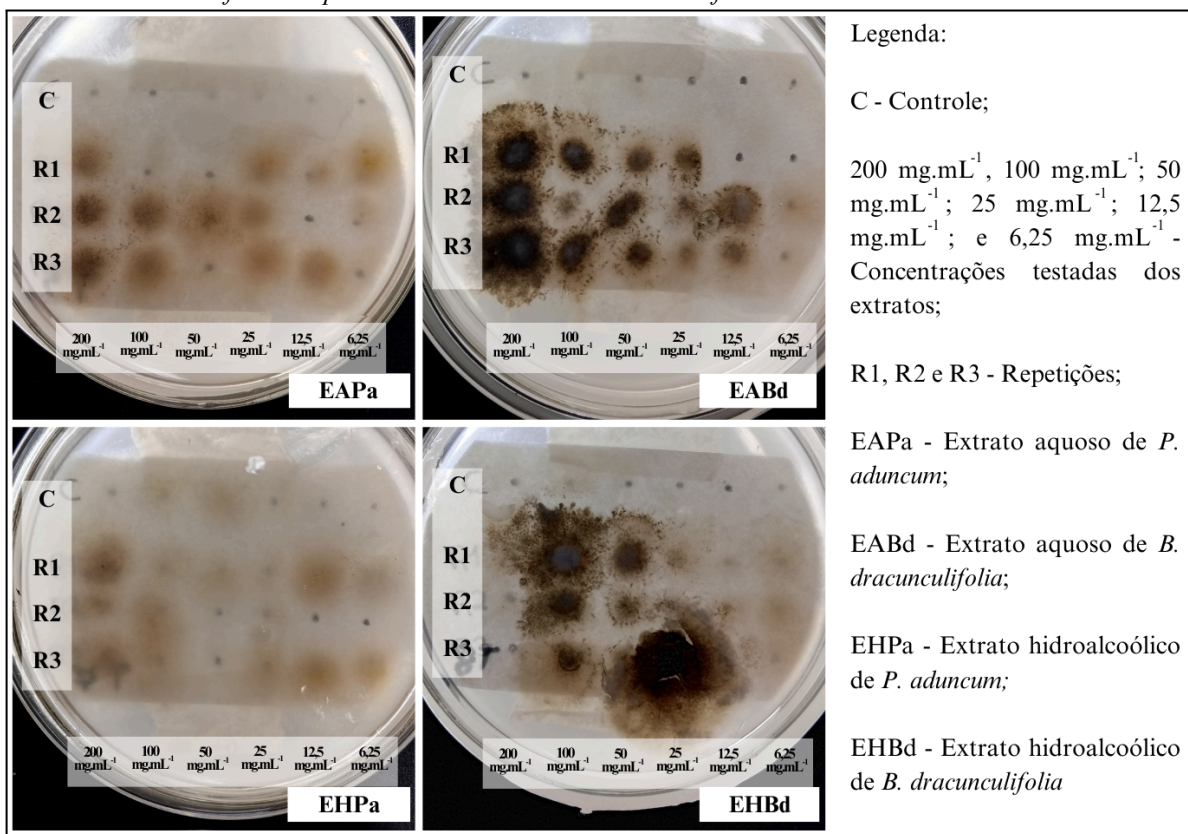 C
R1
R2
R3
200 mg.mL-1
100 mg.mL-1
50 mg.mL-1
25 mg.mL-1
12,5 mg.mL-1
6,25 mg.mL-1
EAPa
C
R1
R2
R3
200 mg.mL-1
100 mg.mL-1
50 mg.mL-1
25 mg.mL-1
12,5 mg.mL-1
6,25 mg.mL-1
EABd
C
R1
R2
R3
200 mg.mL-1
100 mg.mL-1
50 mg.mL-1
25 mg.mL-1
12,5 mg.mL-1
6,25 mg.mL-1
EHPa
C
R1
R2
R3
200 mg.mL-1
100 mg.mL-1
50 mg.mL-1
25 mg.mL-1
12,5 mg.mL-1
6,25 mg.mL-1
EHBd
Legenda:
C - Controle;
200 mg.mL-1, 100 mg.mL-1; 50
mg.mL-1; 25 mg.mL-1; 12,5
mg.mL-1; e 6,25 mg.mL-1 -
Concentrações testadas dos
extratos;
R1, R2 e R3 - Repetições;
EAPa - Extrato aquoso de P.
aduncum;
EABd - Extrato aquoso de B.
dracunculifolia;
EHPa - Extrato hidroalcoólico
de P. aduncum;
EHBd - Extrato hidroalcoólico
de B. dracunculifolia